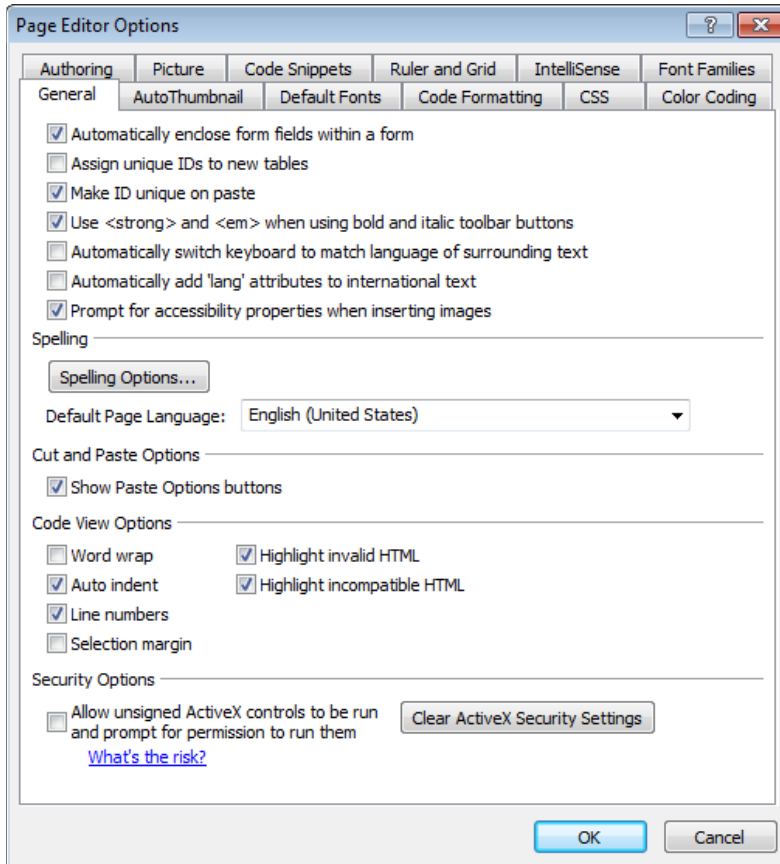 Page Editor Options
Authoring Picture Code Snippets Ruler and Grid IntelliSense Font Families
General AutoThumbnail Default Fonts Code Formatting CSS Color Coding
Automatically enclose form fields within a form
Assign unique IDs to new tables
Make ID unique on paste
Use <strong> and <em> when using bold and italic toolbar buttons
Automatically switch keyboard to match language of surrounding text
Automatically add 'lang' attributes to international text
Prompt for accessibility properties when inserting images
Spelling
Spelling Options...
Default Page Language: English (United States)
Cut and Paste Options
Show Paste Options buttons
Code View Options
Word wrap Highlight invalid HTML
Auto indent Highlight incompatible HTML
Line numbers
Selection margin
Security Options
Allow unsigned ActiveX controls to be run
and prompt for permission to run them
Clear ActiveX Security Settings
What's the risk?
OK Cancel